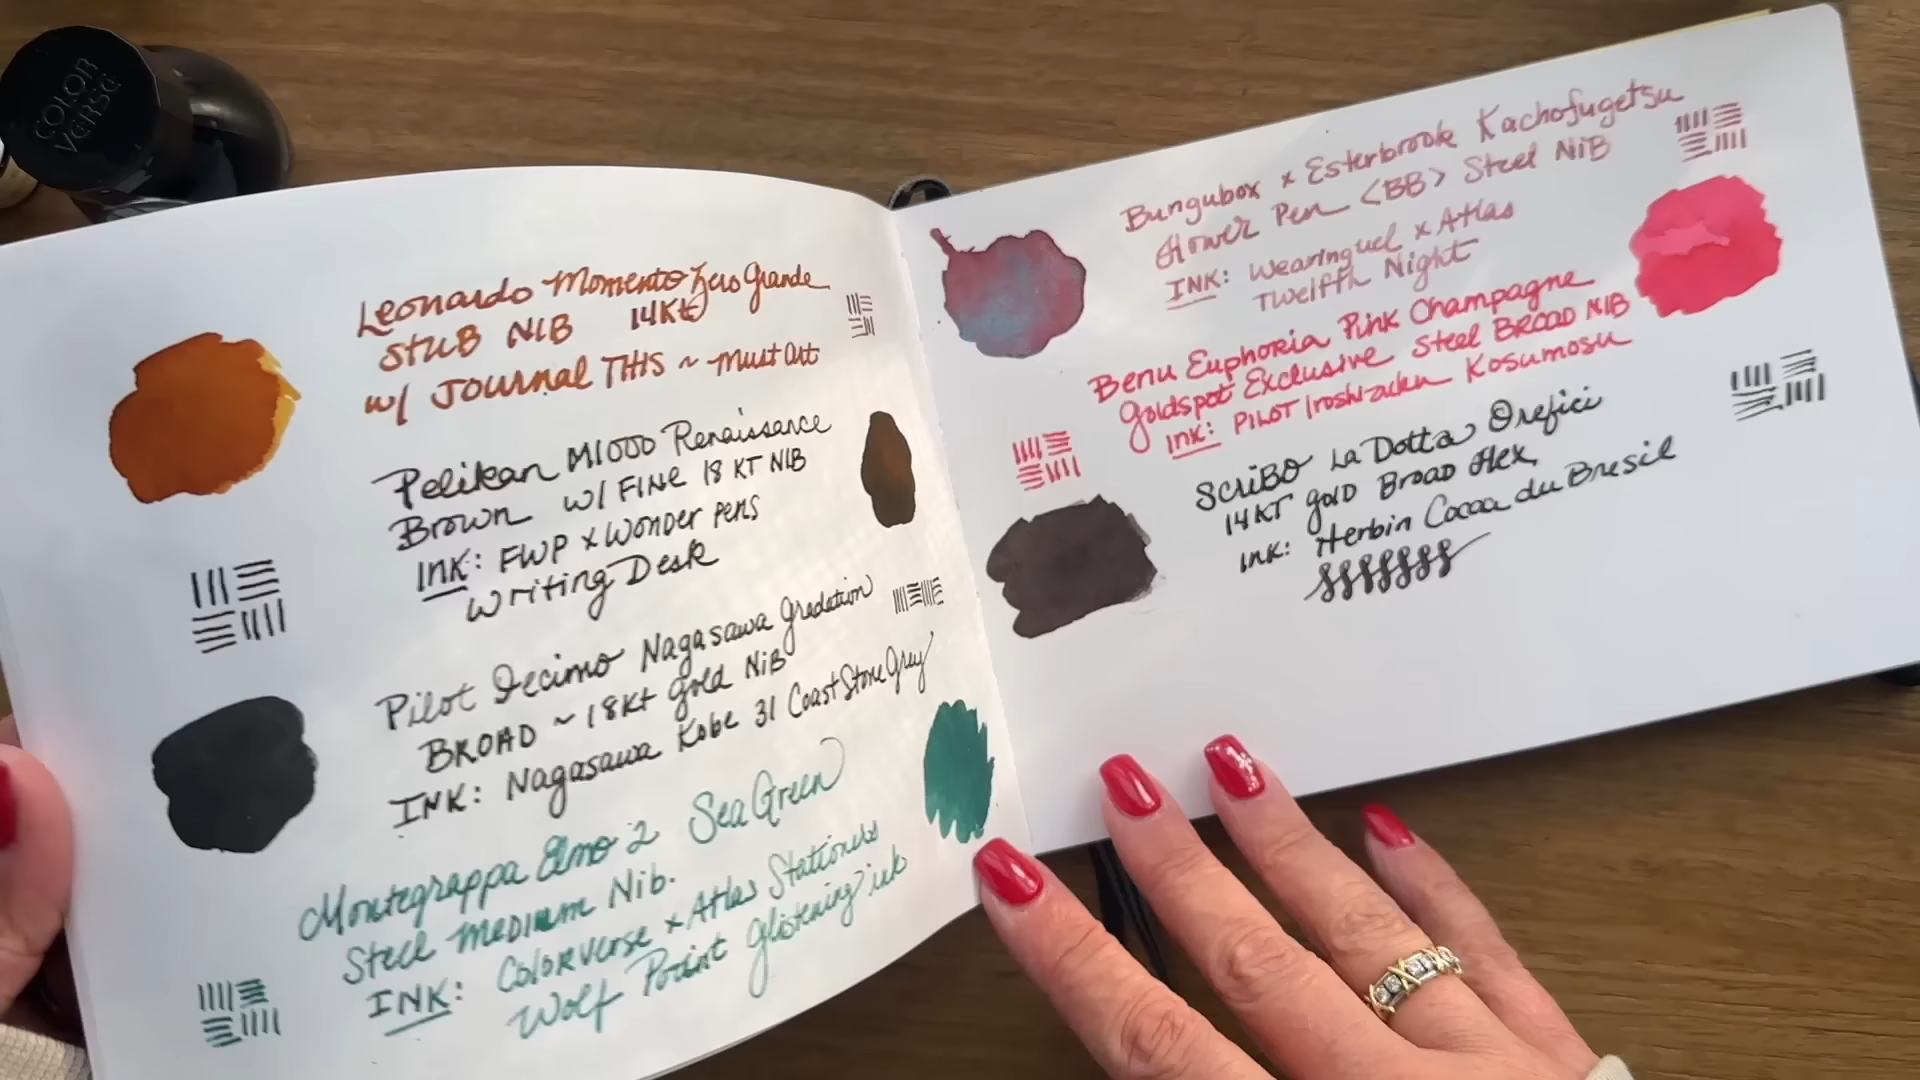 COLOR
VERSE
Leonardo Momento Zero Grande
STUB NIB 14Kt
w/ JOURNAL THIS ~ Must Art
Pelikan M1000 Renaissance
Brown w/ FINE 18 KT NIB
INK: FWP x Wonder Pens
Writing Desk
Pilot Decimo Nagasawa Gradation
BROAD ~ 18Kt gold NiB
INK: Nagasawa Kobe 31 Coast Stone Grey
Montegrappa Elmo 2 Sea Green
Steel MEDIUM Nib.
INK: Colorverse x Atlas Stationers
Wolf Point Glistening ink
Bungubox x Esterbrook Kachofugetsu
Flower Pen <BB> Steel NiB
INK: Wearingeul x Atlas
Twelfth Night
Benu Euphoria Pink Champagne
Goldspot Exclusive Steel BROAD NIB
INK: PILOT Iroshizuku Kosumosu
SCRiBO La Dotta Orefici
14KT gOlD Broad Flex
INK: Herbin Cacao du Bresil